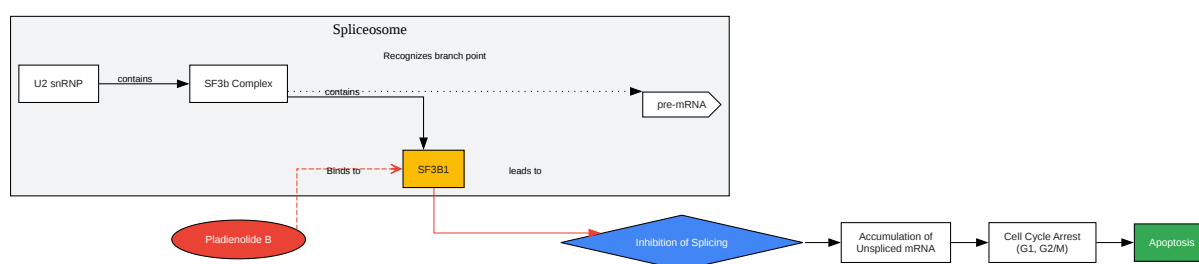 Spliceosome
Recognizes branch point
U2 snRNP
contains
SF3b Complex
contains
pre-mRNA
Binds to
SF3B1
leads to
Pladienolide B
Inhibition of Splicing
Accumulation of
Unspliced mRNA
Cell Cycle Arrest
(G1, G2/M)
Apoptosis